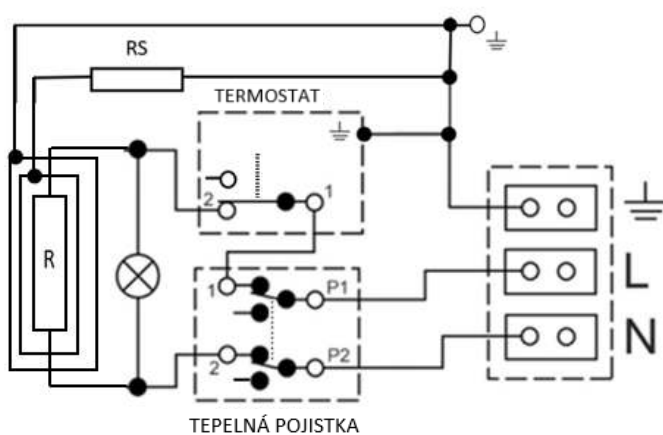 RS
TERMOSTAT
2
1
R
1
P1
L
2
P2
N
TEPELNÁ POJISTKA